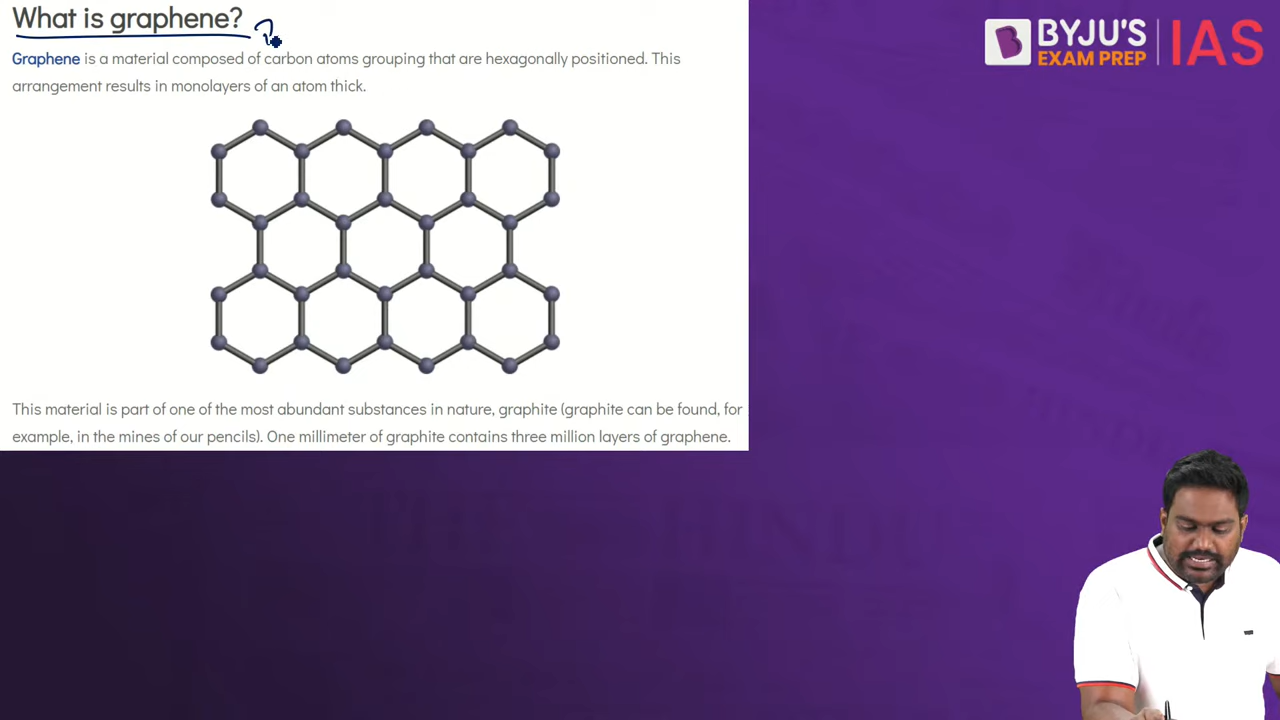 What is graphene?
?
Graphene is a material composed of carbon atoms grouping that are hexagonally positioned. This
arrangement results in monolayers of an atom thick.
This material is part of one of the most abundant substances in nature, graphite (graphite can be found, for
example, in the mines of our pencils). One millimeter of graphite contains three million layers of graphene.
BYJU'S
EXAM PREP
IAS